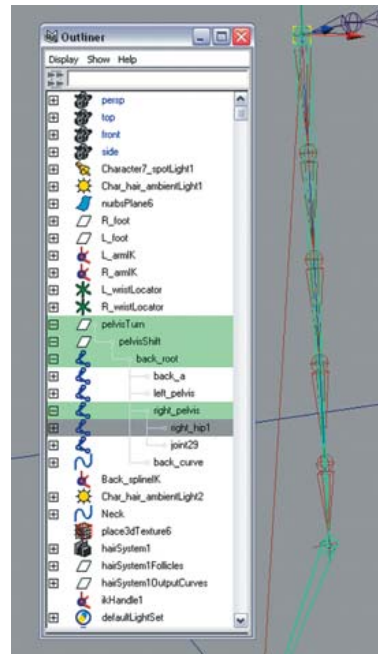 Outliner
Display Show Help
persp
top
front
side
Character7_spotLight1
Char_hair_ambientLight1
nurbsPlane6
R_foot
L_foot
L_armIK
R_armIK
L_wristLocator
R_wristLocator
pelvisTurn
pelvisShift
back_root
back_a
left_pelvis
right_pelvis
right_hip1
joint29
back_curve
Back_splineIK
Char_hair_ambientLight2
Neck
place3dTexture6
hairSystem1
hairSystem1Follicles
hairSystem1OutputCurves
ikHandle1
defaultLightSet